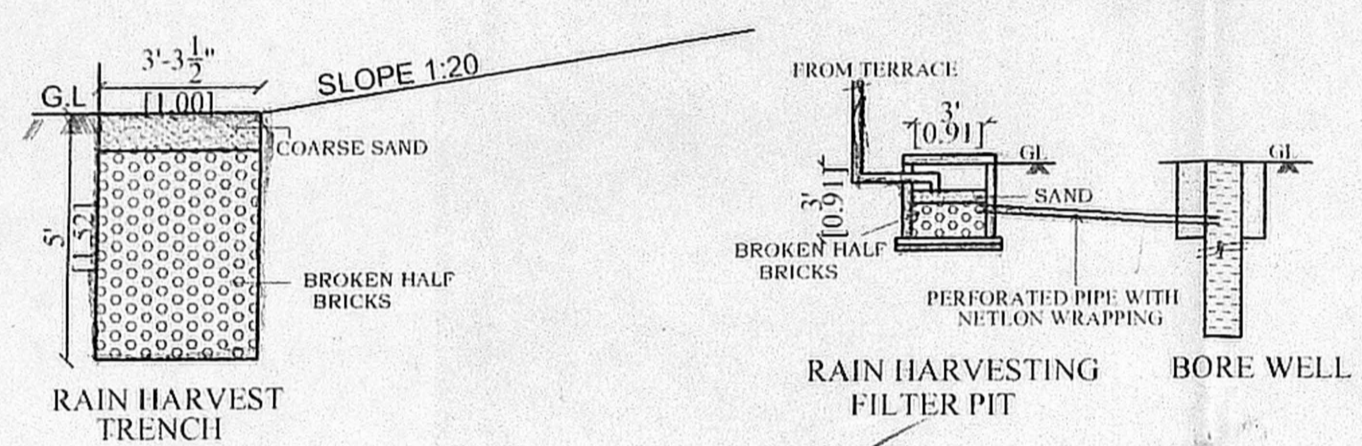 3'-3 1/2"
[1.00]
G.L
SLOPE 1:20
COARSE SAND
5'
[1.52]
BROKEN HALF
BRICKS
RAIN HARVEST
TRENCH
FROM TERRACE
3'
[0.91]
GL
3'
[0.91]
SAND
BROKEN HALF
BRICKS
PERFORATED PIPE WITH
NETLON WRAPPING
RAIN HARVESTING
FILTER PIT
GL
BORE WELL